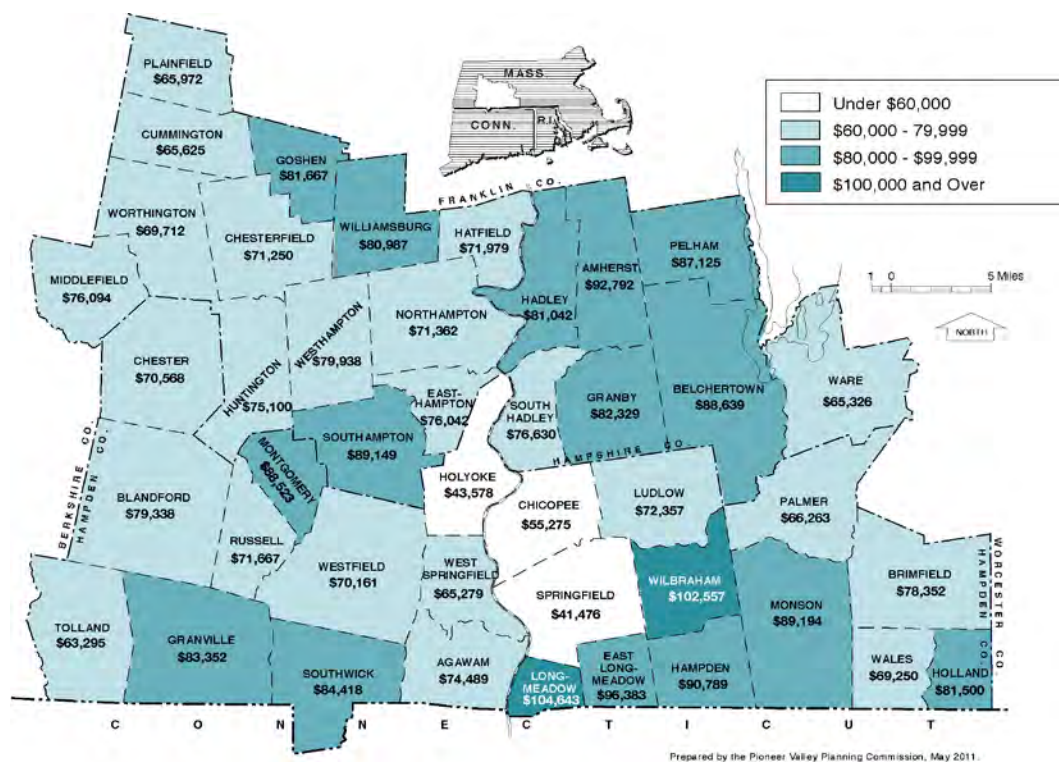 PLAINFIELD
$65,972
CUMMINGTON
$65,625
GOSHEN
$81,667
MASS.
CONN.
R.I.
Under $60,000
$60,000 - 79,999
$80,000 - $99,999
$100,000 and Over
FRANKLIN CO.
WORTHINGTON
$69,712
CHESTERFIELD
$71,250
WILLIAMSBURG
$80,987
HATFIELD
$71,979
PELHAM
$87,125
AMHERST
$92,792
MIDDLEFIELD
$76,094
HADLEY
$81,042
1 0 5 Miles
NORTH
NORTHAMPTON
$71,362
WESTHAMPTON
$79,938
CHESTER
$70,568
HUNTINGTON
$75,100
EAST-
HAMPTON
$76,042
SOUTH
HADLEY
$76,630
GRANBY
$82,329
BELCHERTOWN
$88,639
WARE
$65,326
SOUTHAMPTON
$89,149
MONTGOMERY
$88,523
HAMPSHIRE CO.
BERKSHIRE CO.
HAMPDEN CO.
BLANDFORD
$79,338
HOLYOKE
$43,578
CHICOPEE
$55,275
LUDLOW
$72,357
PALMER
$66,263
RUSSELL
$71,667
WESTFIELD
$70,161
WEST
SPRINGFIELD
$65,279
SPRINGFIELD
$41,476
WILBRAHAM
$102,557
MONSON
$89,194
BRIMFIELD
$78,352
HAMPDEN CO.
WORCESTER CO.
TOLLAND
$63,295
GRANVILLE
$83,352
SOUTHWICK
$84,418
AGAWAM
$74,489
LONG-
MEADOW
$104,643
EAST
LONG-
MEADOW
$96,383
HAMPDEN
$90,789
WALES
$69,250
HOLLAND
$81,500
CONNECTICUT
Prepared by the Pioneer Valley Planning Commission, May 2011.